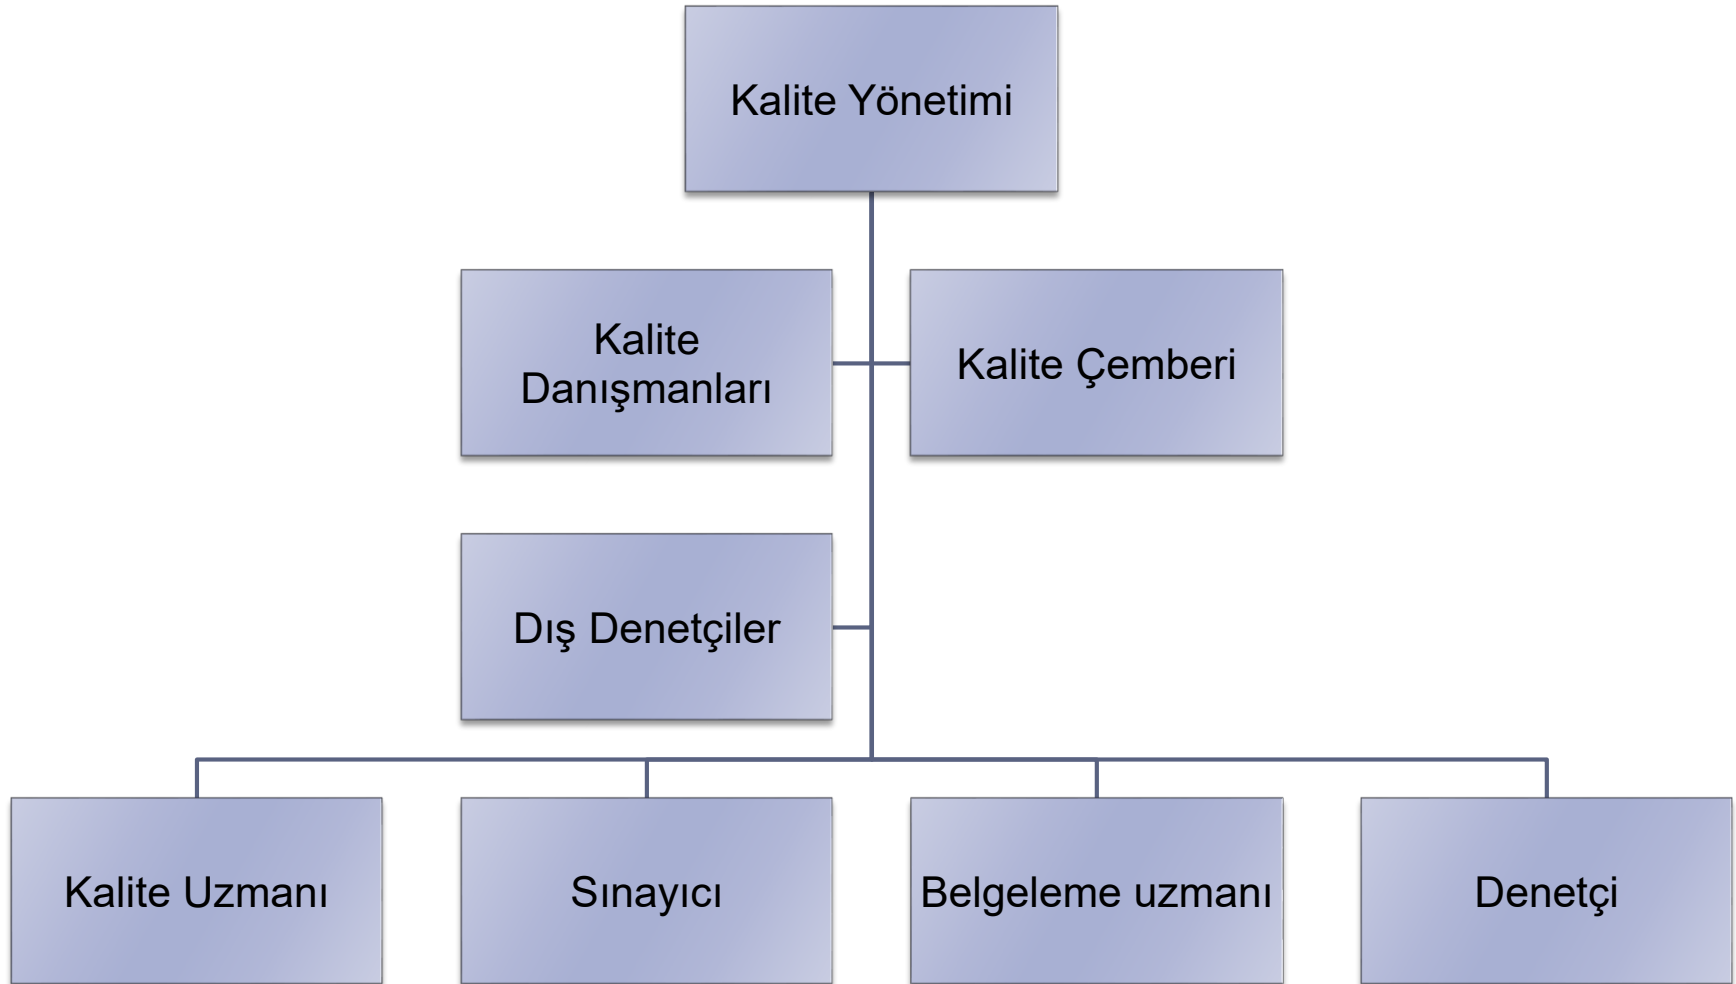 Kalite Yönetimi
Kalite
Danışmanları
Kalite Çemberi
Dış Denetçiler
Kalite Uzmanı
Sınayıcı
Belgeleme uzmanı
Denetçi